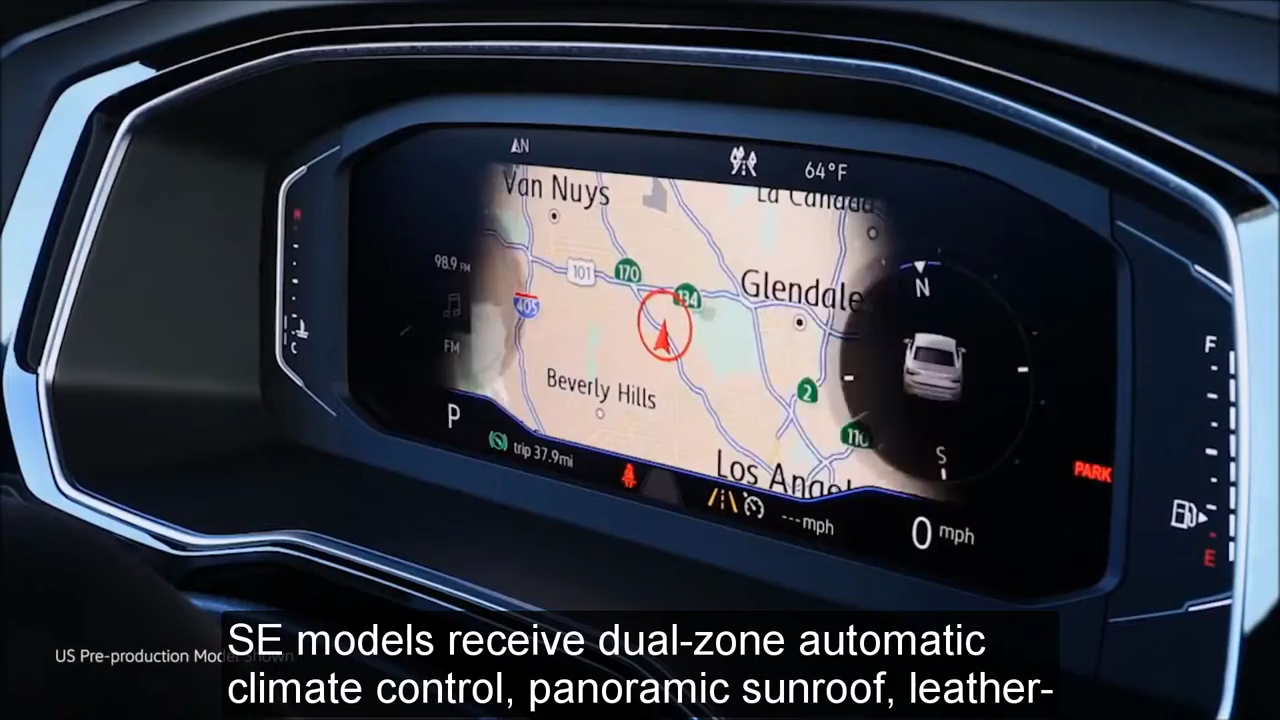 N
64°F
Van Nuys
La Cañada
98.9 FM
101
170
134
405
Glendale
N
H
C
FM
Beverly Hills
2
110
F
P
trip 37.9mi
Los Angel
S
PARK
---mph
0 mph
E
US Pre-production Model Shown
SE models receive dual-zone automatic
climate control, panoramic sunroof, leather-